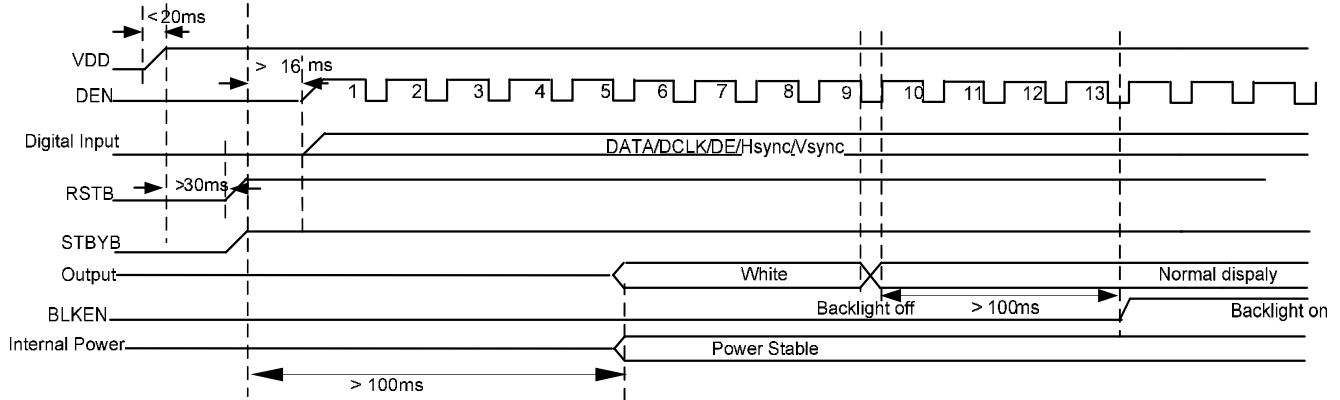 < 20ms
VDD
> 16 ms
DEN
1 2 3 4 5 6 7 8 9 10 11 12 13
Digital Input
DATA/DCLK/DE/Hsync/Vsync
>30ms
RSTB
STBYB
Output
White
Normal dispaly
BLKEN
Backlight off
> 100ms
Backlight on
Internal Power
Power Stable
> 100ms